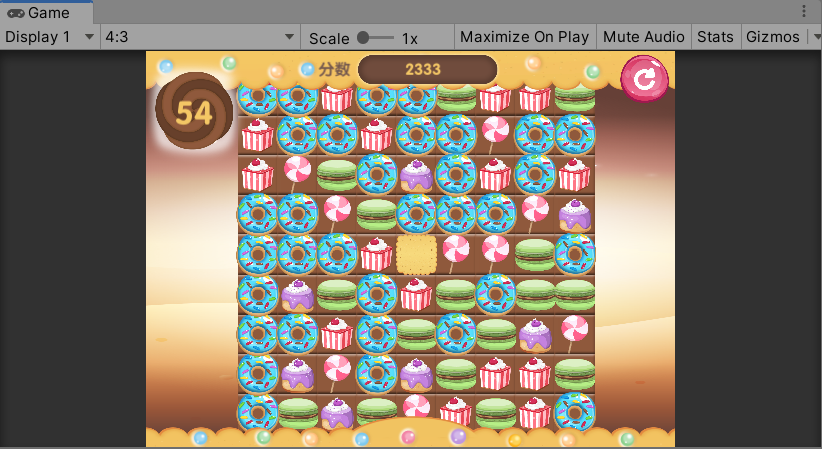 Game
Display 1 4:3 Scale 1x Maximize On Play Mute Audio Stats Gizmos
分数 2333
54